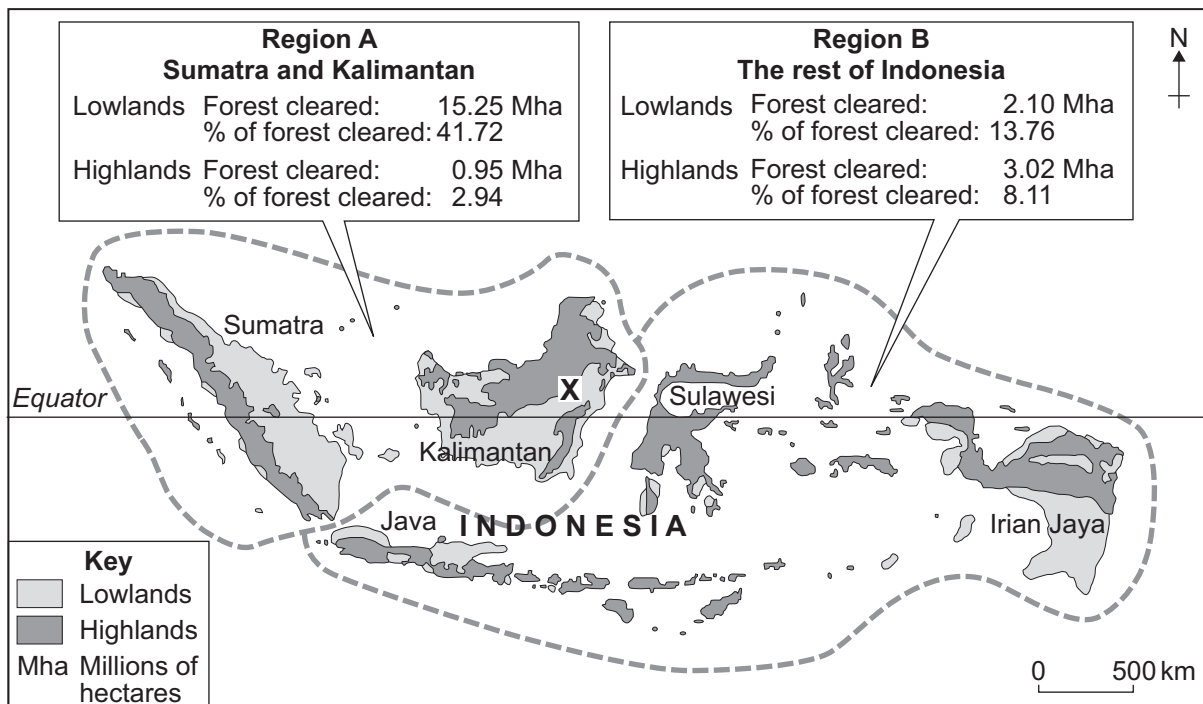 Region A
Sumatra and Kalimantan
Lowlands Forest cleared: 15.25 Mha
% of forest cleared: 41.72
Highlands Forest cleared: 0.95 Mha
% of forest cleared: 2.94
Region B
The rest of Indonesia
Lowlands Forest cleared: 2.10 Mha
% of forest cleared: 13.76
Highlands Forest cleared: 3.02 Mha
% of forest cleared: 8.11
N
Sumatra
X
Equator
Sulawesi
Kalimantan
Java
INDONESIA
Irian Jaya
Key
Lowlands
Highlands
Mha Millions of
hectares
0 500 km